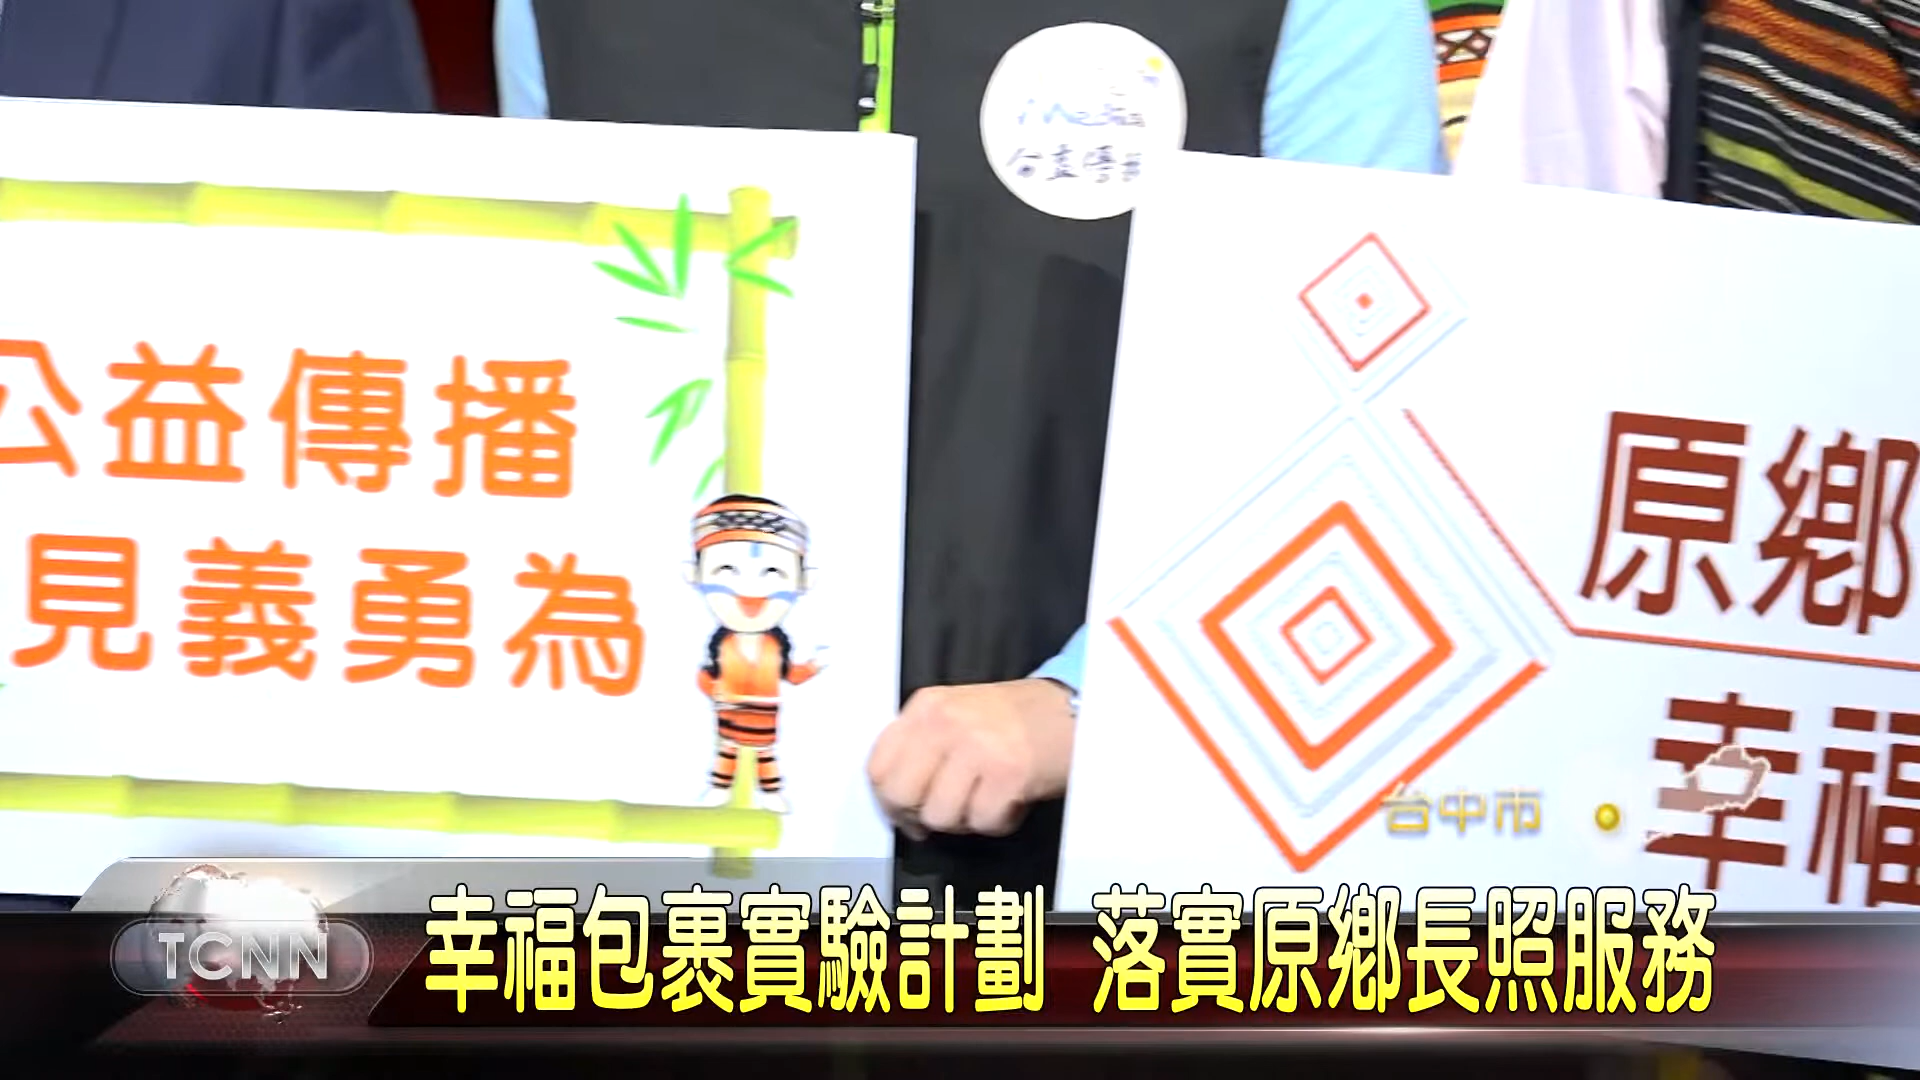 公益傳播
見義勇為
原鄉
幸福
台中市
TCNN
幸福包裹實驗計劃 落實原鄉長照服務